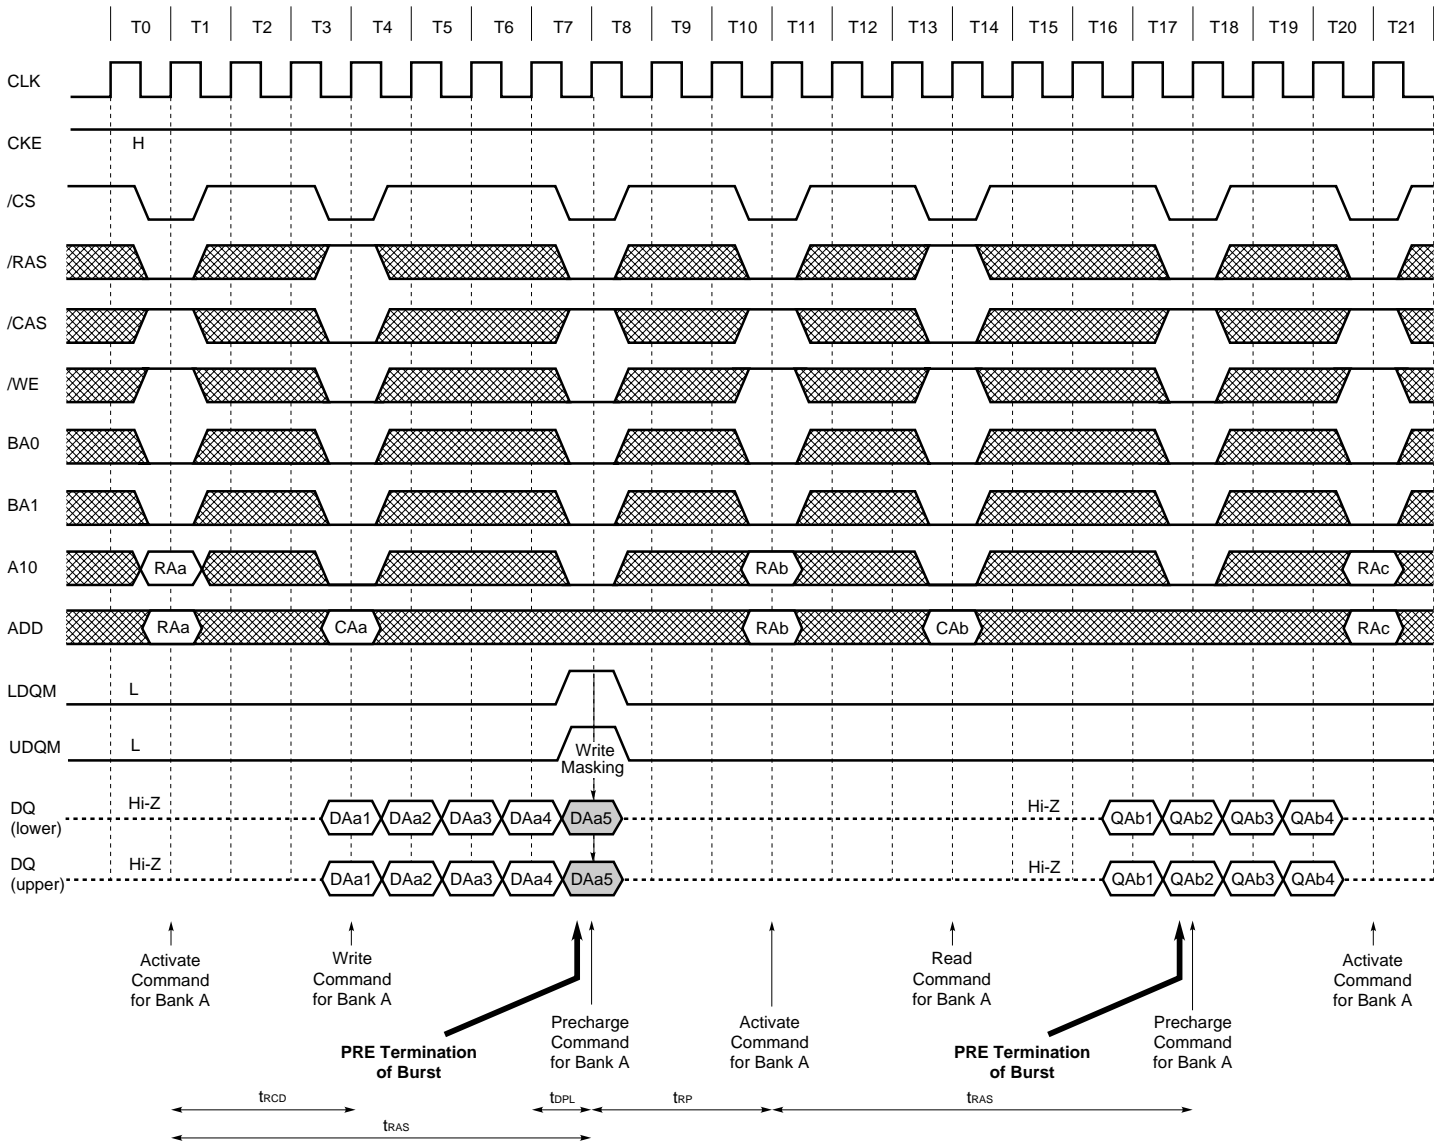 T0 T1 T2 T3 T4 T5 T6 T7 T8 T9 T10 T11 T12 T13 T14 T15 T16 T17 T18 T19 T20 T21
CLK
CKE H
/CS
/RAS
/CAS
/WE
BA0
BA1
A10 RAa RAb RAc
ADD RAa CAa RAb CAb RAc
LDQM L
UDQM L
Write
Masking
DQ
(lower)
Hi-Z DAa1 DAa2 DAa3 DAa4 DAa5 Hi-Z QAb1 QAb2 QAb3 QAb4
DQ
(upper)
Hi-Z DAa1 DAa2 DAa3 DAa4 DAa5 Hi-Z QAb1 QAb2 QAb3 QAb4
Activate
Command
for Bank A
Write
Command
for Bank A
PRE Termination
of Burst
Precharge
Command
for Bank A
Activate
Command
for Bank A
Read
Command
for Bank A
PRE Termination
of Burst
Precharge
Command
for Bank A
Activate
Command
for Bank A
tRCD tDPL tRP tRAS
tRAS